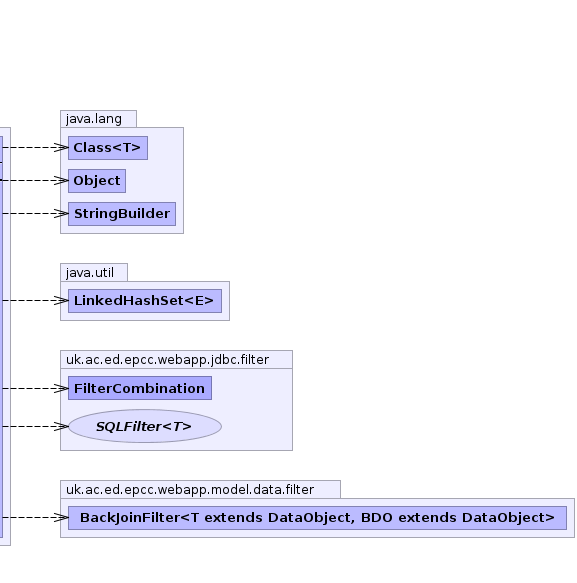 java.lang
Class<T>
Object
StringBuilder
java.util
LinkedHashSet<E>
uk.ac.ed.epcc.webapp.jdbc.filter
FilterCombination
SQLFilter<T>
uk.ac.ed.epcc.webapp.model.data.filter
BackJoinFilter<T extends DataObject, BDO extends DataObject>